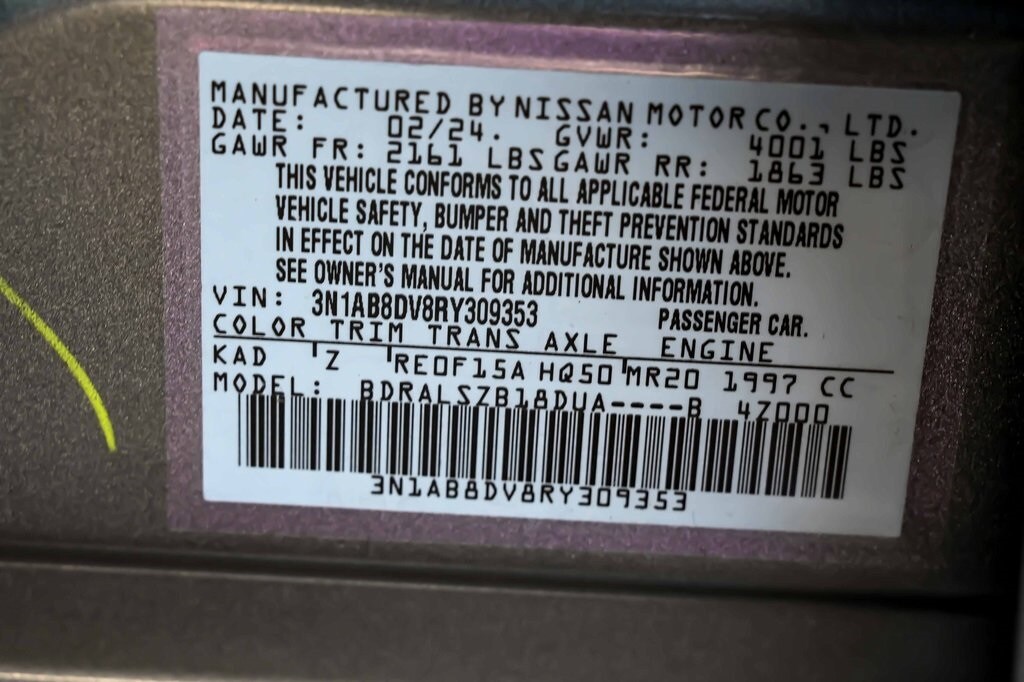 MANUFACTURED BY NISSAN MOTOR CO., LTD.
DATE: 02/24. GVWR: 4001 LBS
GAWR FR: 2161 LBS GAWR RR: 1863 LBS
THIS VEHICLE CONFORMS TO ALL APPLICABLE FEDERAL MOTOR
VEHICLE SAFETY, BUMPER AND THEFT PREVENTION STANDARDS
IN EFFECT ON THE DATE OF MANUFACTURE SHOWN ABOVE.
SEE OWNER'S MANUAL FOR ADDITIONAL INFORMATION.
VIN: 3N1AB8DV8RY309353 PASSENGER CAR.
COLOR TRIM TRANS AXLE ENGINE
KAD Z RE0F15A HQ50 MR20 1997 CC
MODEL: BDRALSZB18DUA----B 4Z000
3N1AB8DV8RY309353